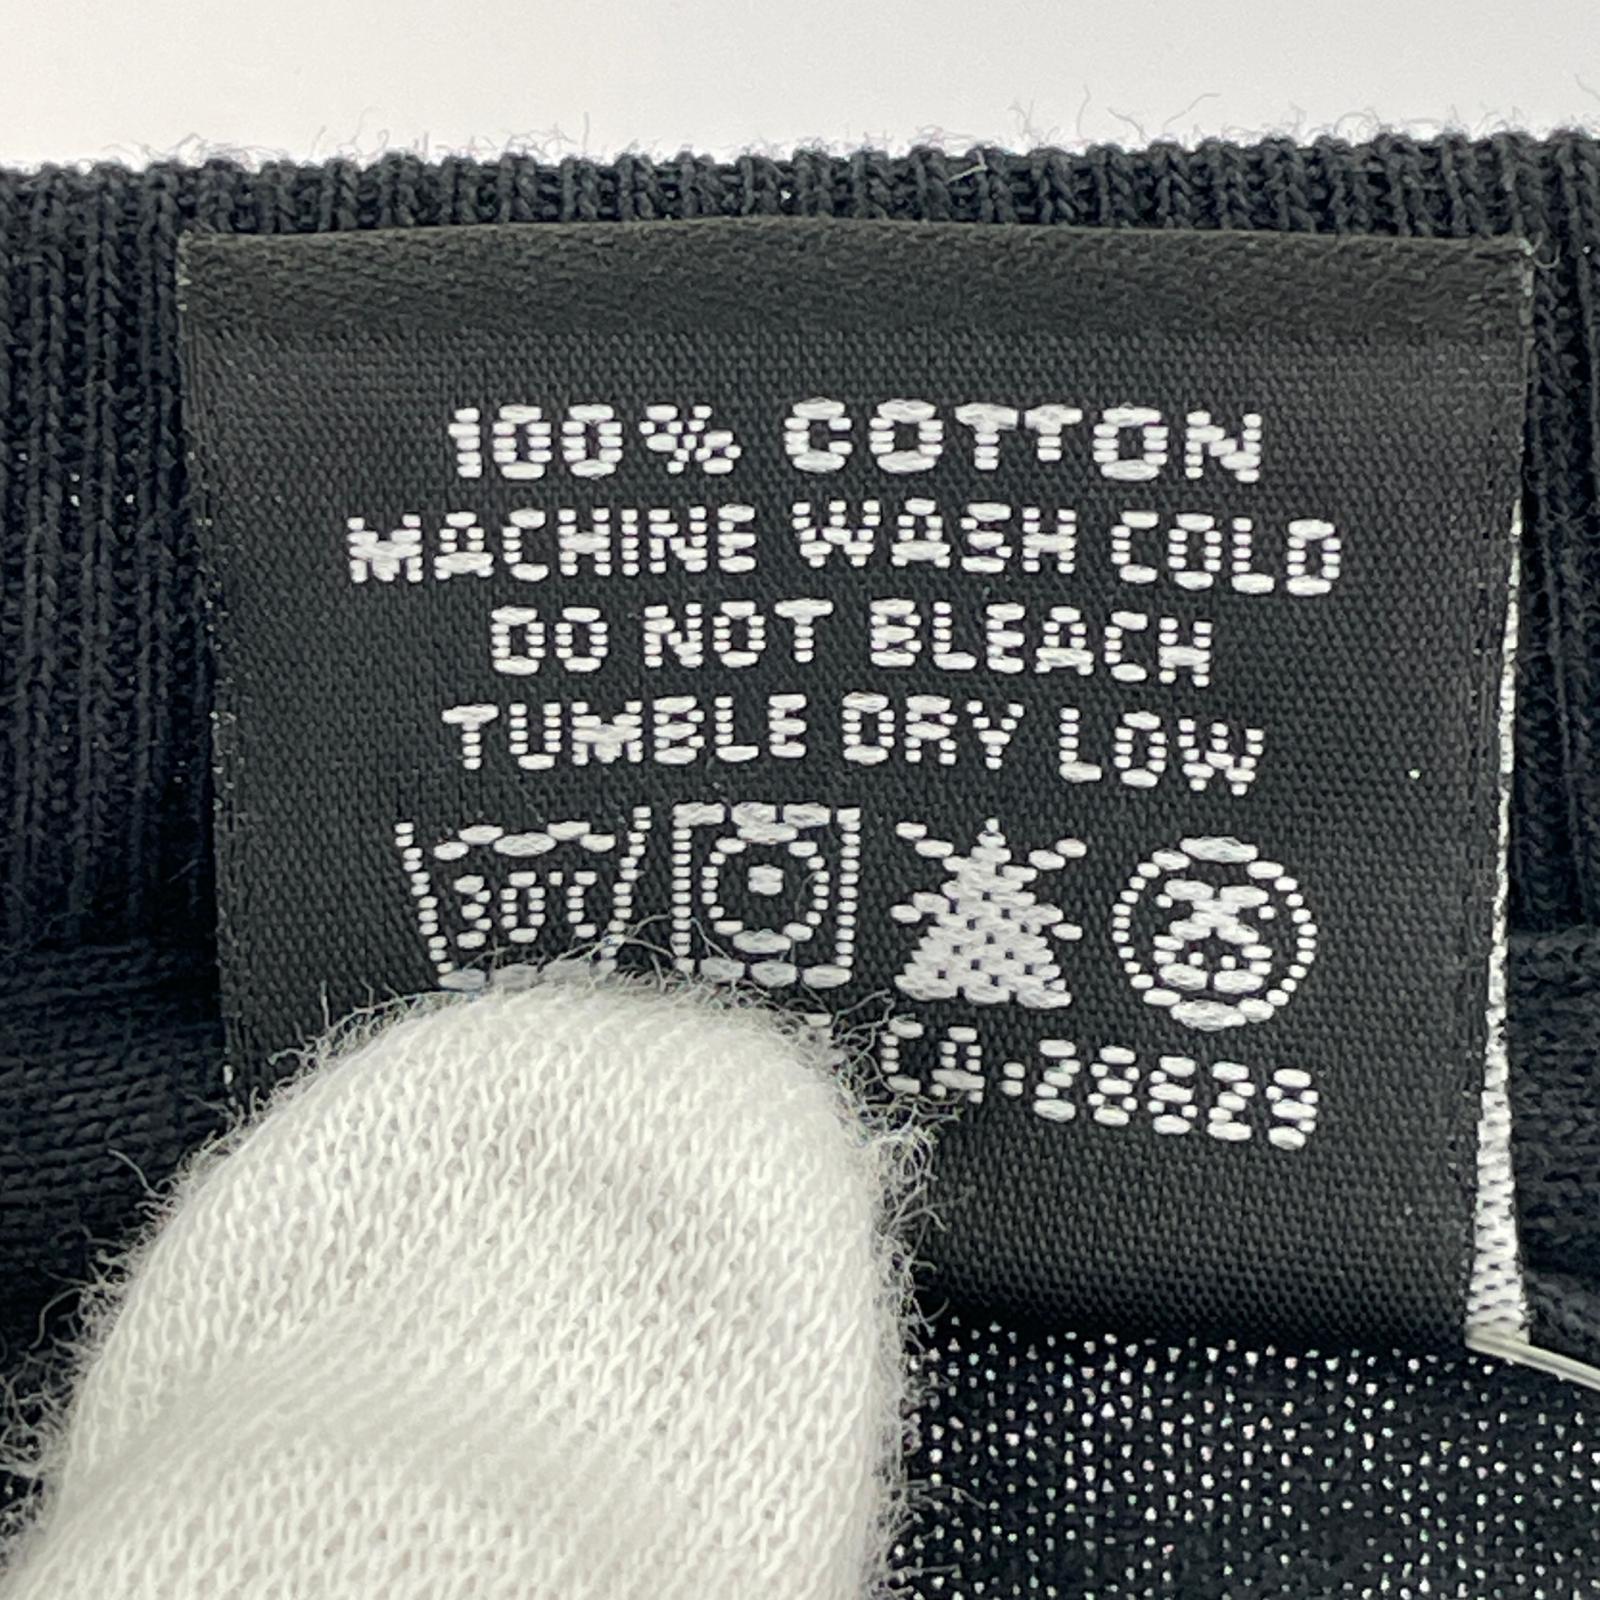 100% COTTON
MACHINE WASH COLD
DO NOT BLEACH
TUMBLE DRY LOW
30℃
CA·28629